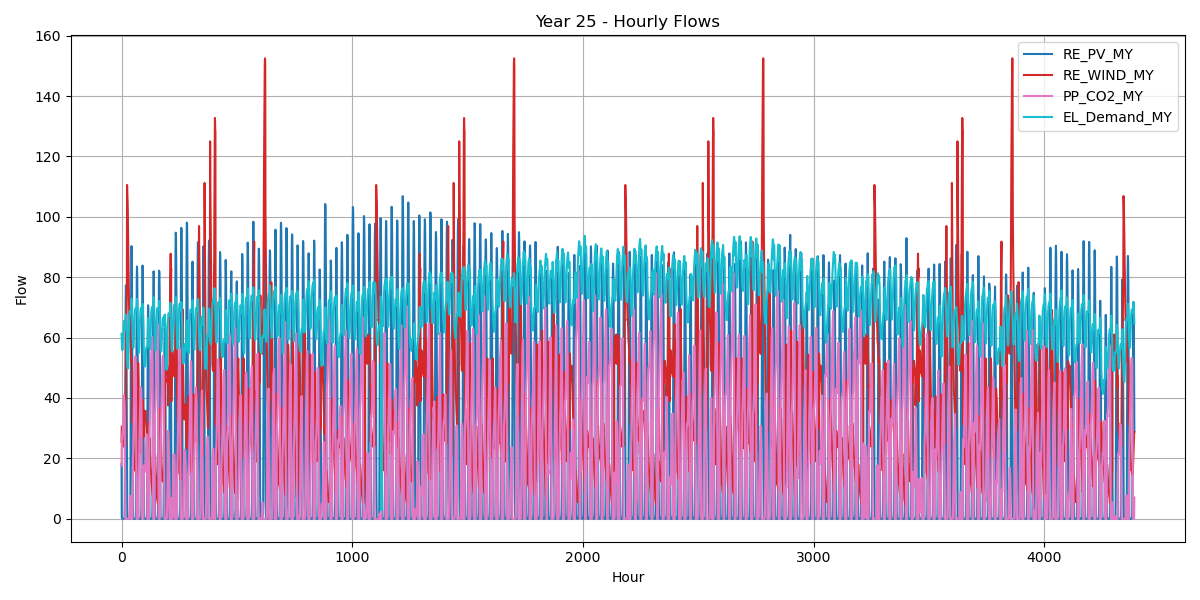 Year 25 - Hourly Flows
160
140
120
100
80
60
40
20
0
Flow
RE_PV_MY
RE_WIND_MY
PP_CO2_MY
EL_Demand_MY
0
1000
2000
3000
4000
Hour